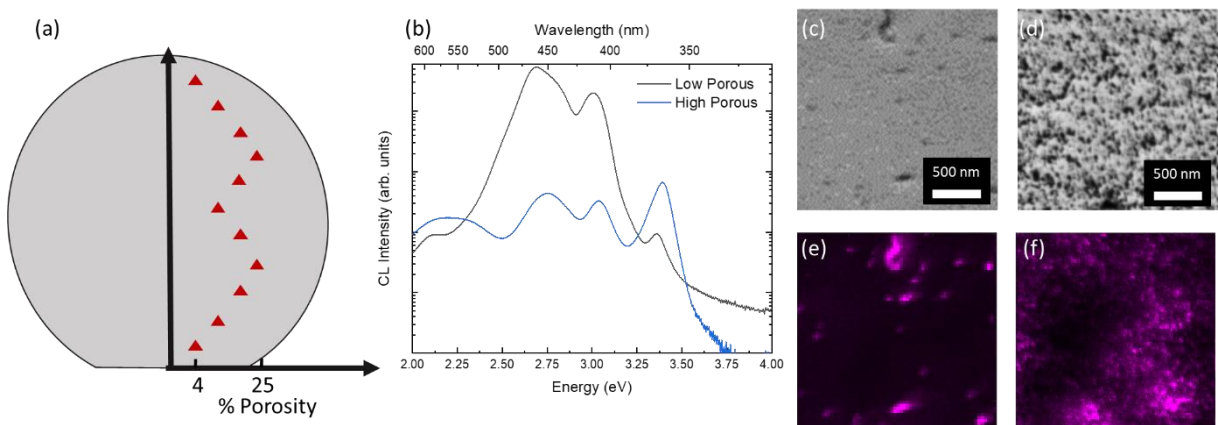 (a)
4
25
% Porosity
(b)
Wavelength (nm)
600
550
500
450
400
350
Low Porous
High Porous
CL Intensity (arb. units)
2.00
2.25
2.50
2.75
3.00
3.25
3.50
3.75
4.00
Energy (eV)
(c)
500 nm
(d)
500 nm
(e)
(f)